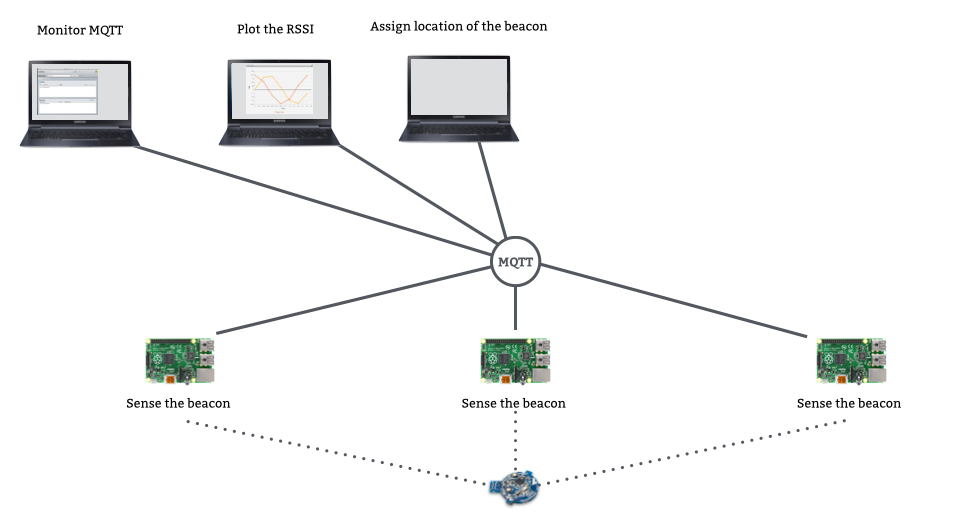 Monitor MQTT
Plot the RSSI
Assign location of the beacon
MQTT
Sense the beacon
Sense the beacon
Sense the beacon